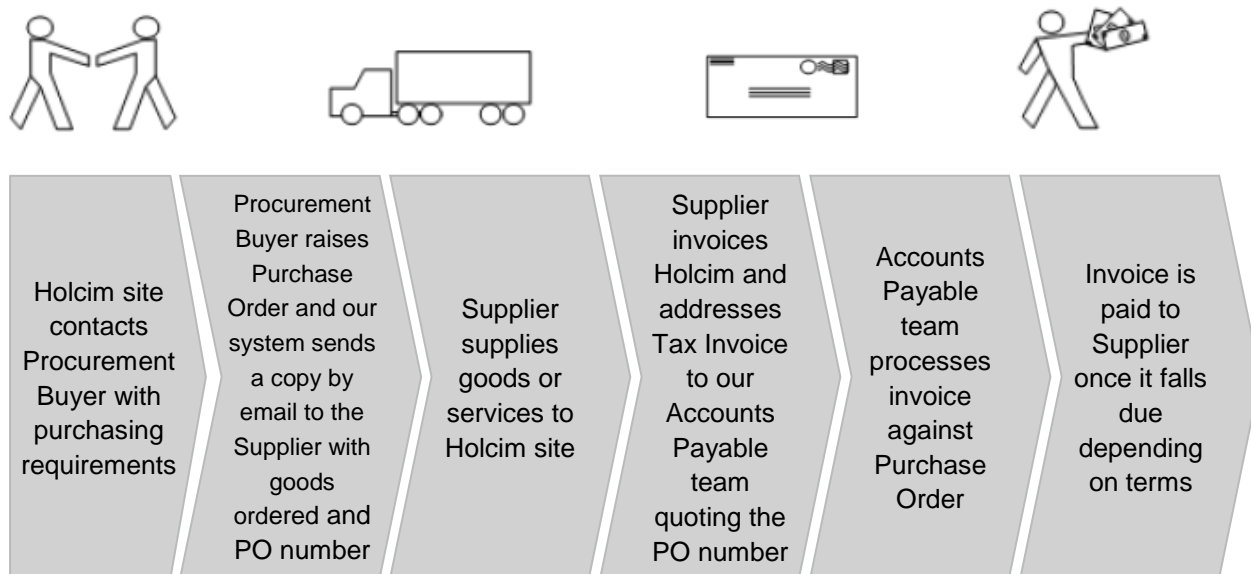 Holcim site
contacts
Procurement
Buyer with
purchasing
requirements
Procurement
Buyer raises
Purchase
Order and our
system sends
a copy by
email to the
Supplier with
goods
ordered and
PO number
Supplier
supplies
goods or
services to
Holcim site
Supplier
invoices
Holcim and
addresses
Tax Invoice
to our
Accounts
Payable
team
quoting the
PO number
Accounts
Payable
team
processes
invoice
against
Purchase
Order
Invoice is
paid to
Supplier
once it falls
due
depending
on terms